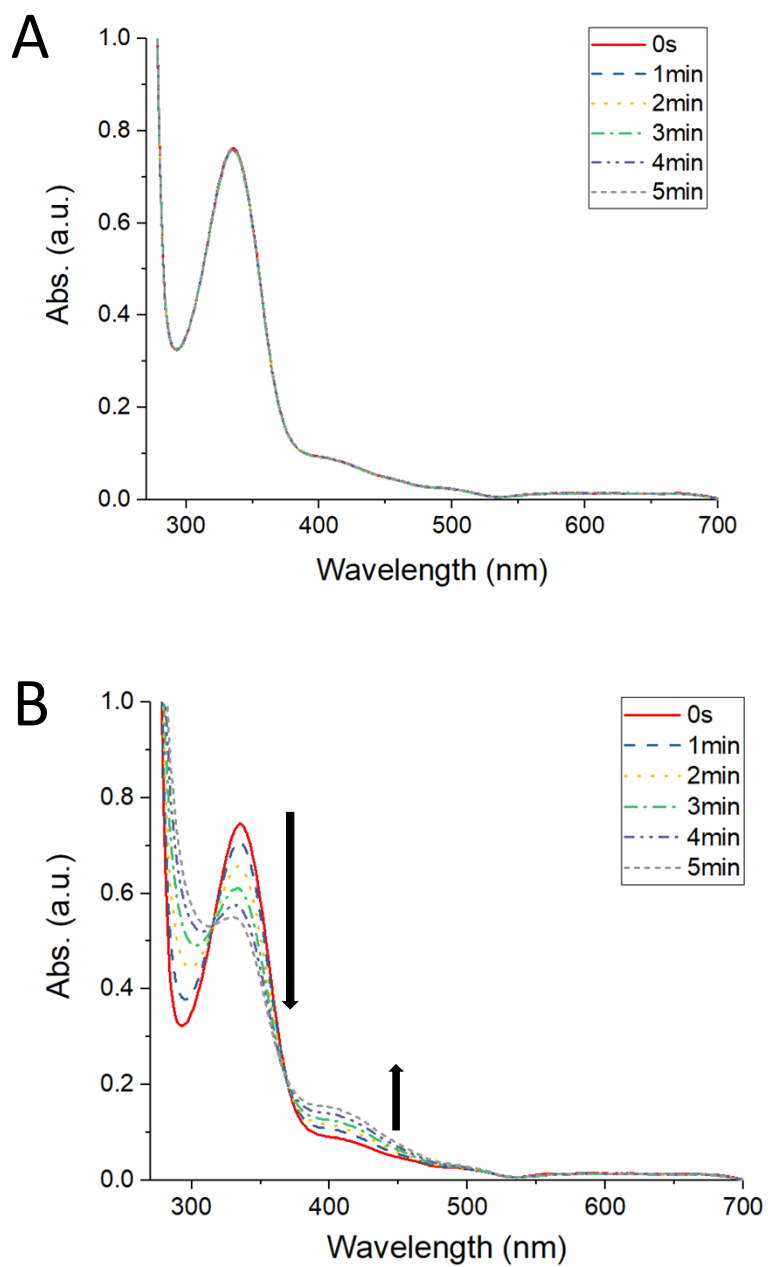 A
1.0
0.8
0.6
0.4
0.2
0.0
Abs. (a.u.)
0s
1min
2min
3min
4min
5min
300 400 500 600 700
Wavelength (nm)
B
1.0
0.8
0.6
0.4
0.2
0.0
Abs. (a.u.)
0s
1min
2min
3min
4min
5min
300 400 500 600 700
Wavelength (nm)